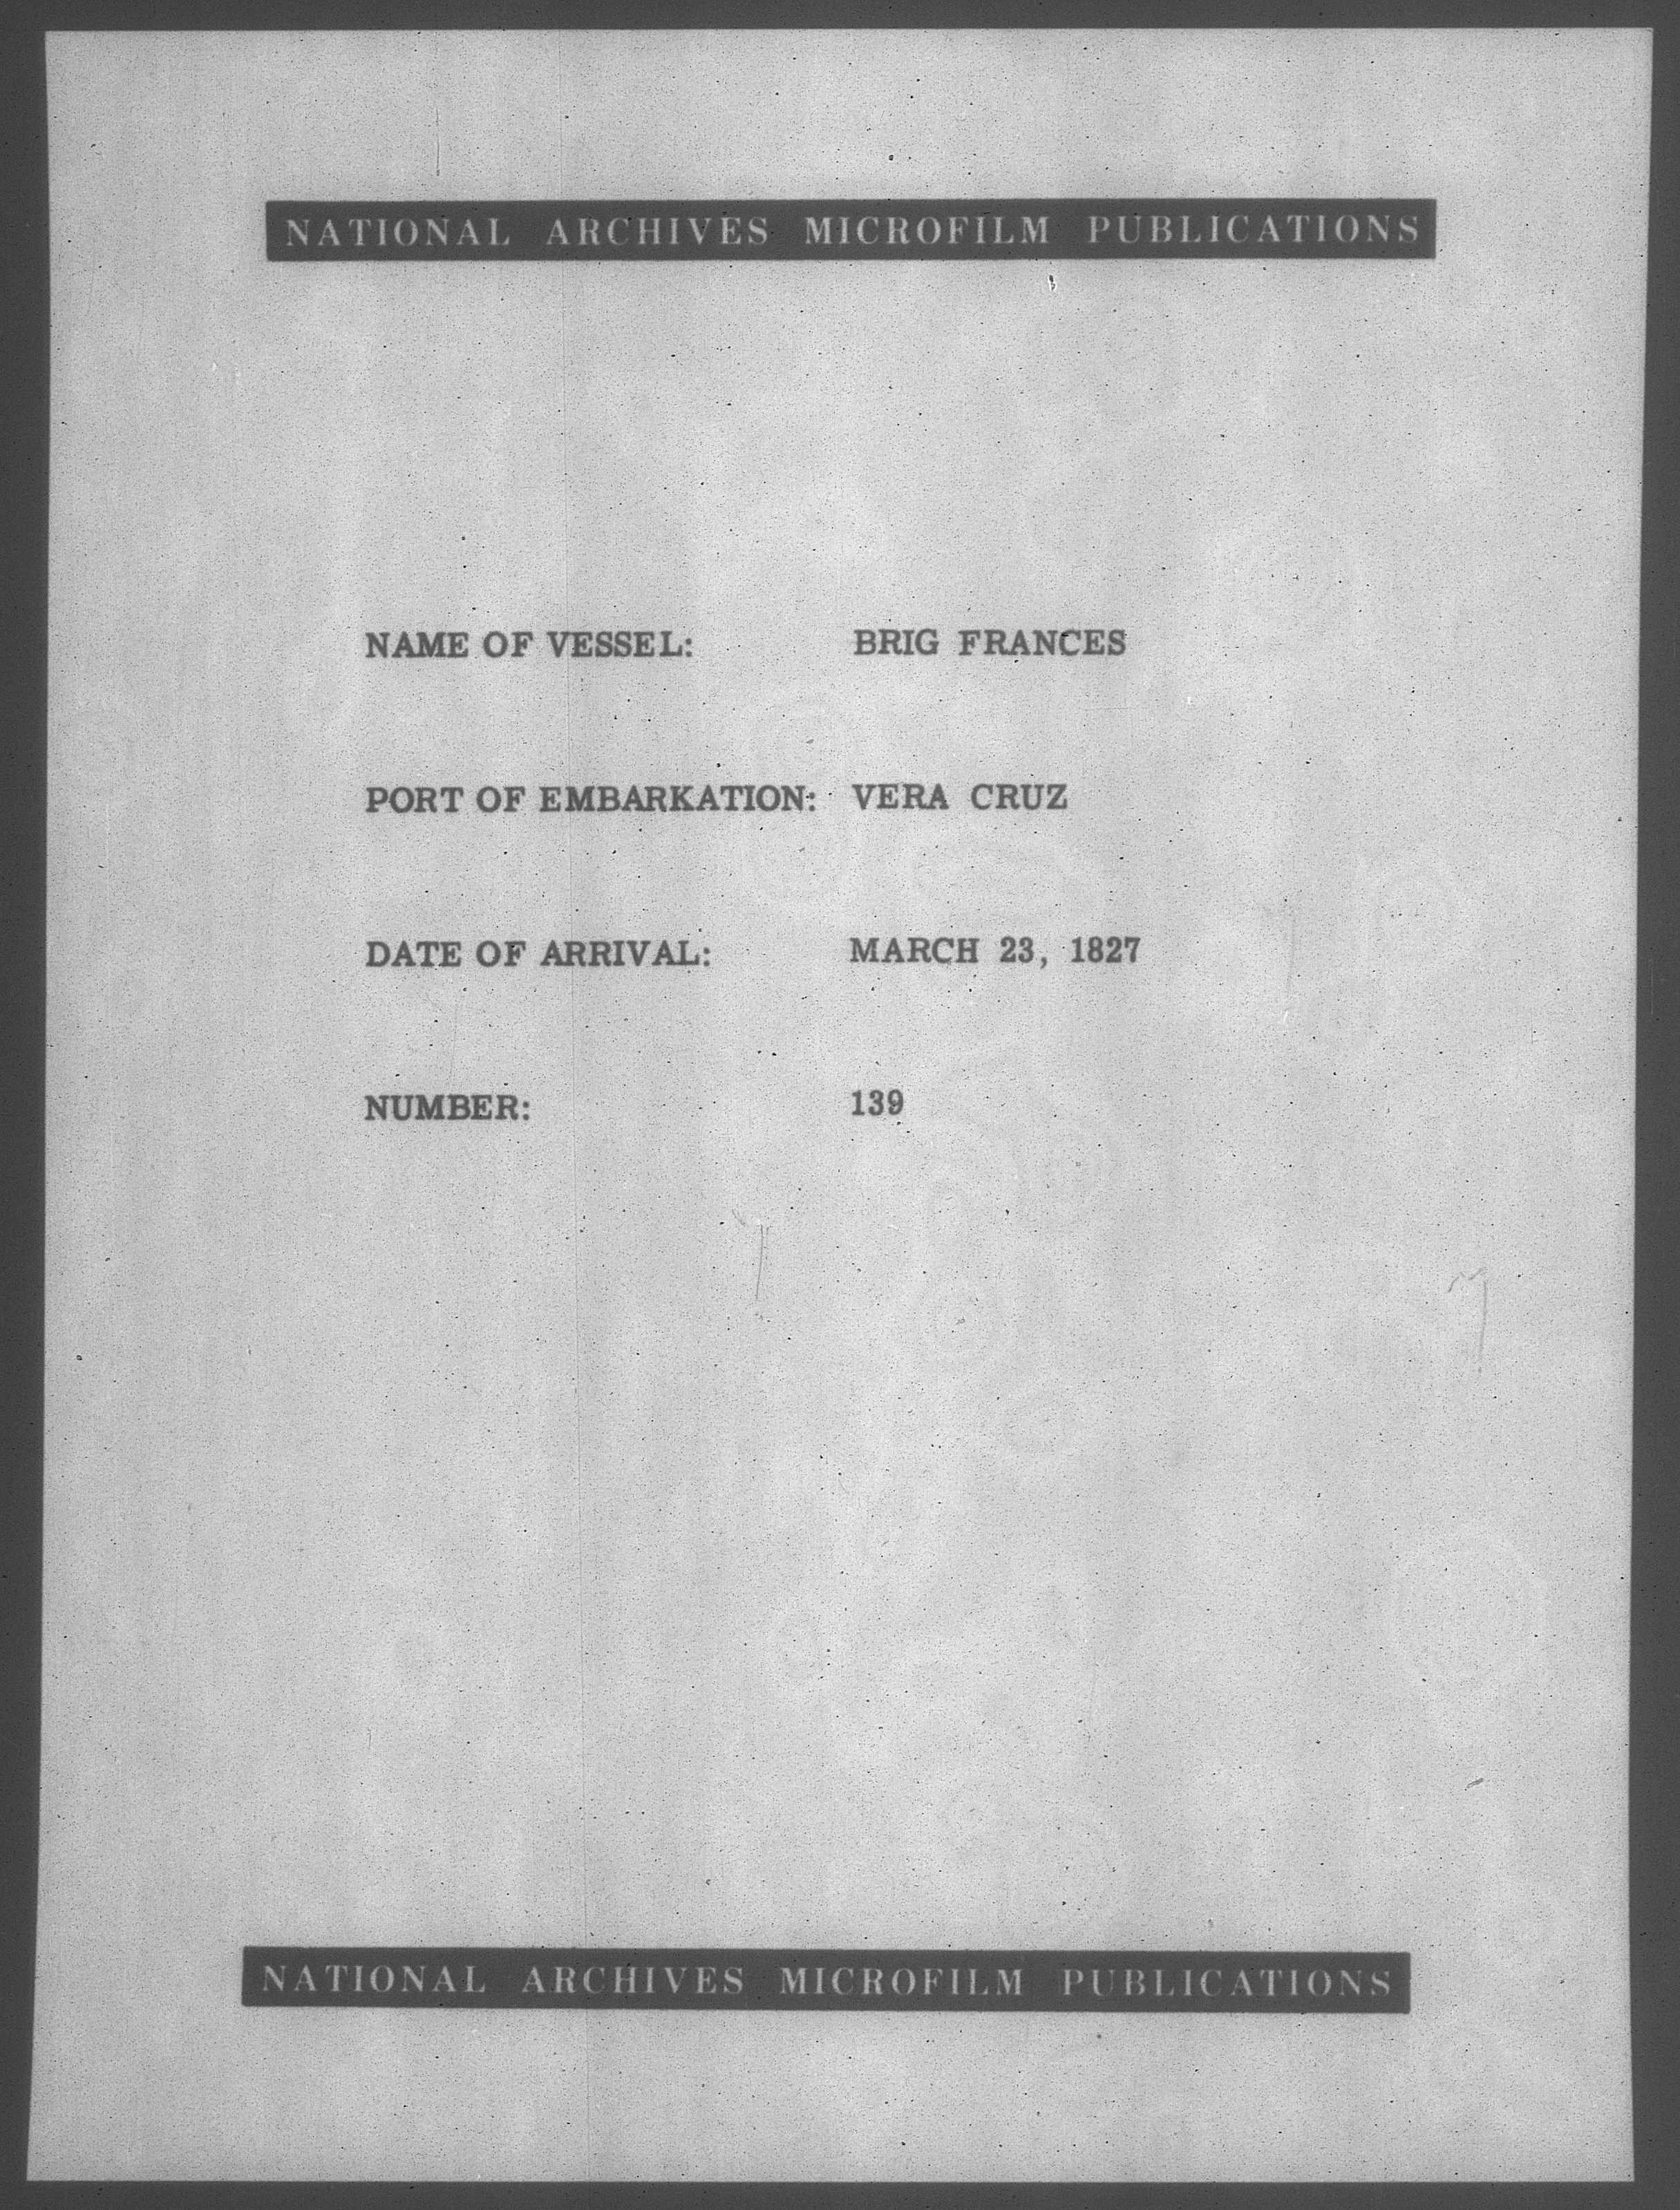 NATIONAL ARCHIVES MICROFILM PUBLICATIONS
NAME OF VESSEL: BRIG FRANCES
PORT OF EMBARKATION: VERA CRUZ
DATE OF ARRIVAL: MARCH 23, 1827
NUMBER: 139
NATIONAL ARCHIVES MICROFILM PUBLICATIONS